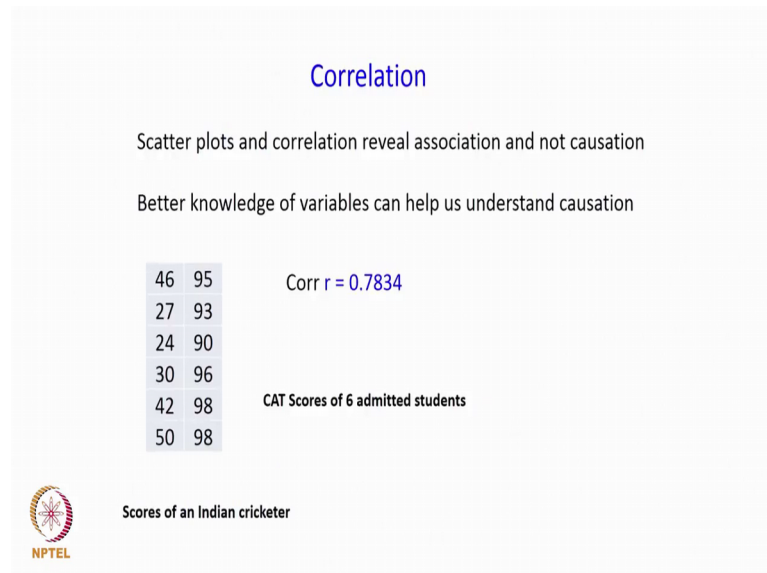 Correlation
Scatter plots and correlation reveal association and not causation
Better knowledge of variables can help us understand causation
46 95
27 93
24 90
30 96
42 98
50 98
Corr r = 0.7834
CAT Scores of 6 admitted students
Scores of an Indian cricketer
NPTEL